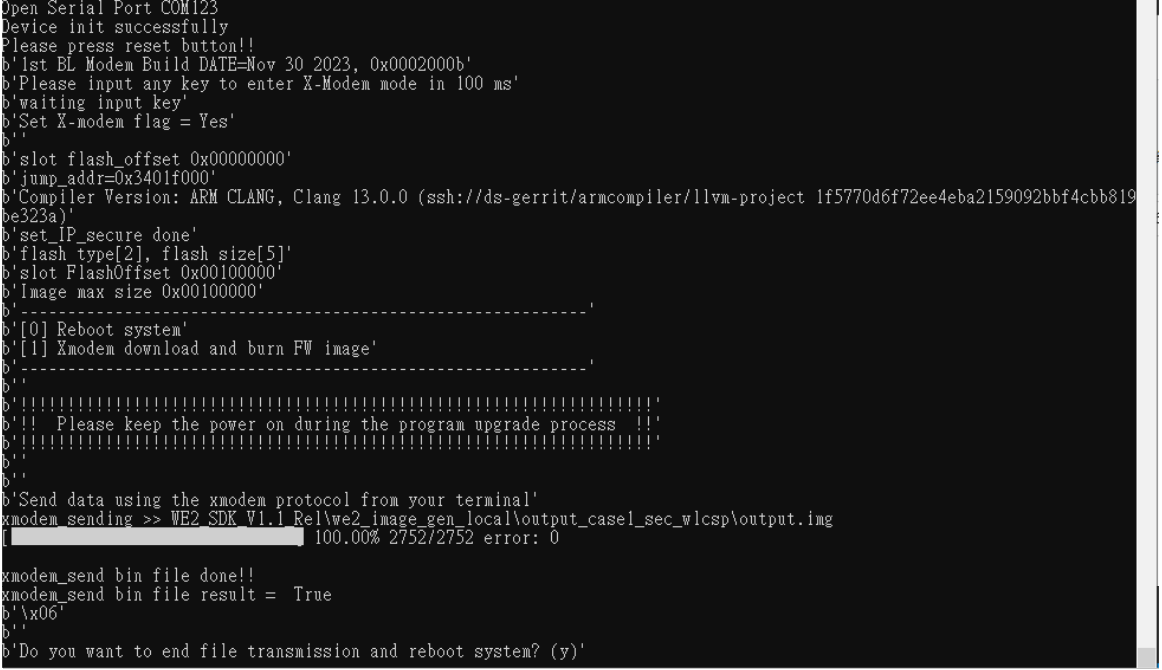 Open Serial Port COM123
Device init successfully
Please press reset button!!
b'1st BL Modem Build DATE=Nov 30 2023, 0x0002000b'
b'Please input any key to enter X-Modem mode in 100 ms'
b'waiting input key'
b'Set X-modem flag = Yes'
b''
b'slot flash_offset 0x00000000'
b'jump_addr=0x3401f000'
b'Compiler Version: ARM CLANG, Clang 13.0.0 (ssh://ds-gerrit/armcompiler/llvm-project 1f5770d6f72ee4eba2159092bbf4cbb819
be323a)'
b'set_IP_secure done'
b'flash type[2], flash size[5]'
b'slot FlashOffset 0x00100000'
b'Image max size 0x00100000'
b'------------------------------------------------------------'
b'[0] Reboot system'
b'[1] Xmodem download and burn FW image'
b'------------------------------------------------------------'
b''
b'!!!!!!!!!!!!!!!!!!!!!!!!!!!!!!!!!!!!!!!!!!!!!!!!!!!!!!!!!!!!!!!!!!!'
b'!!  Please keep the power on during the program upgrade process  !!'
b'!!!!!!!!!!!!!!!!!!!!!!!!!!!!!!!!!!!!!!!!!!!!!!!!!!!!!!!!!!!!!!!!!!!'
b''
b''
b'Send data using the xmodem protocol from your terminal'
xmodem_sending >> WE2_SDK_V1.1_Rel\we2_image_gen_local\output_case1_sec_wlcsp\output.img
[ ] 100.00% 2752/2752 error: 0
xmodem_send bin file done!!
xmodem_send bin file result =  True
b'\x06'
b''
b'Do you want to end file transmission and reboot system? (y)'